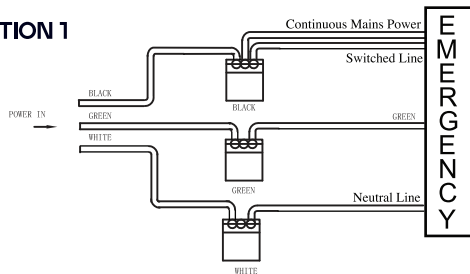 TION 1
Continuous Mains Power
Switched Line
BLACK
BLACK
POWER IN
GREEN
GREEN
WHITE
GREEN
Neutral Line
WHITE
EMERGENCY